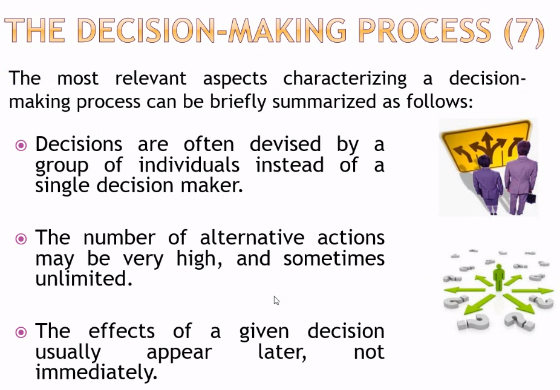 THE DECISION-MAKING PROCESS (7)
The most relevant aspects characterizing a decision-
making process can be briefly summarized as follows:
Decisions are often devised by a
group of individuals instead of a
single decision maker.
The number of alternative actions
may be very high, and sometimes
unlimited.
The effects of a given decision
usually appear later, not
immediately.